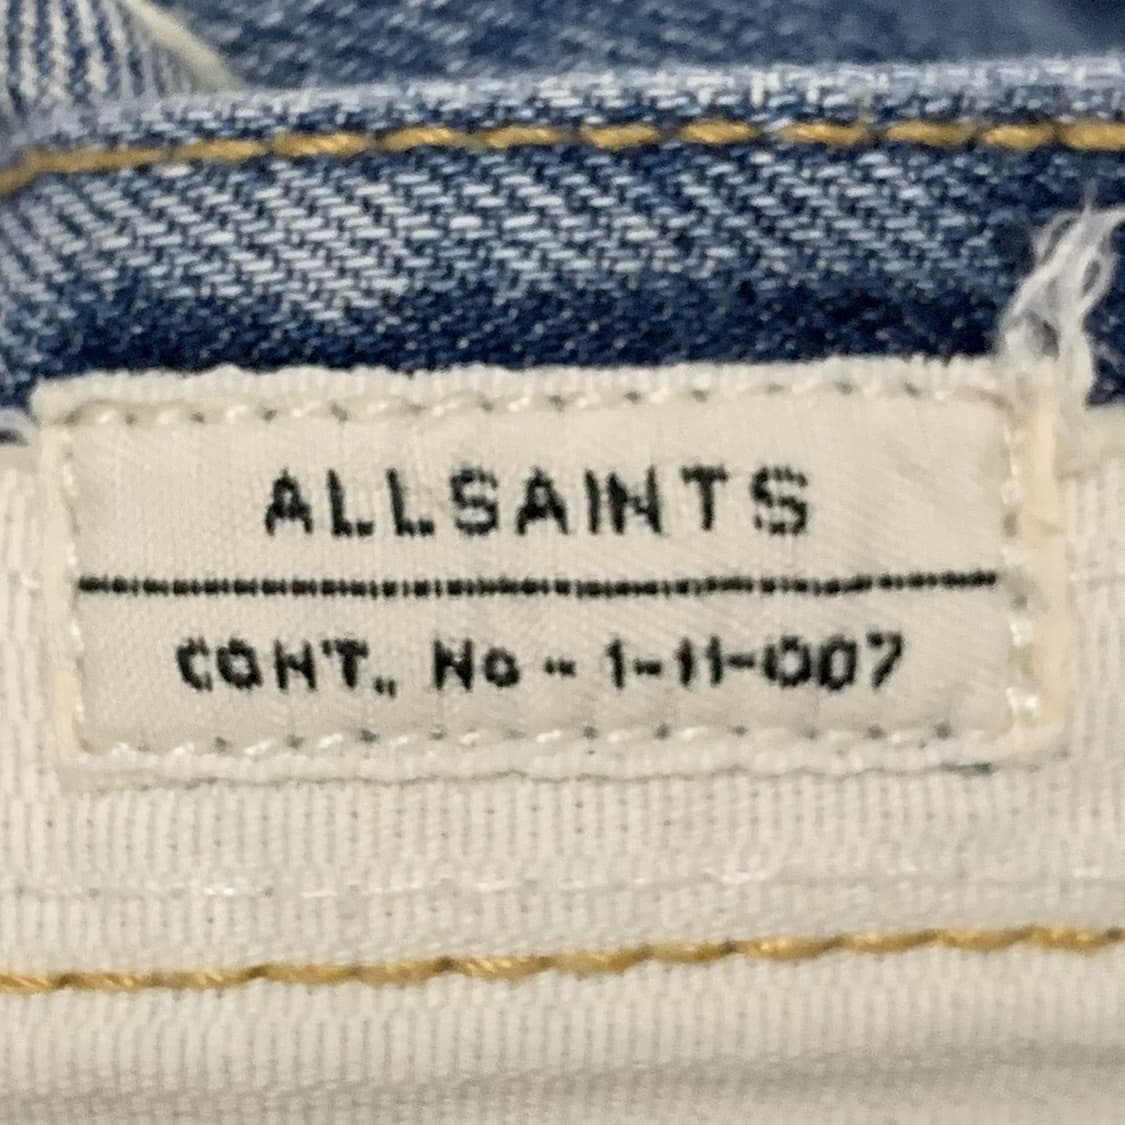 ALLSAINTS
CONT., No - 1-11-007